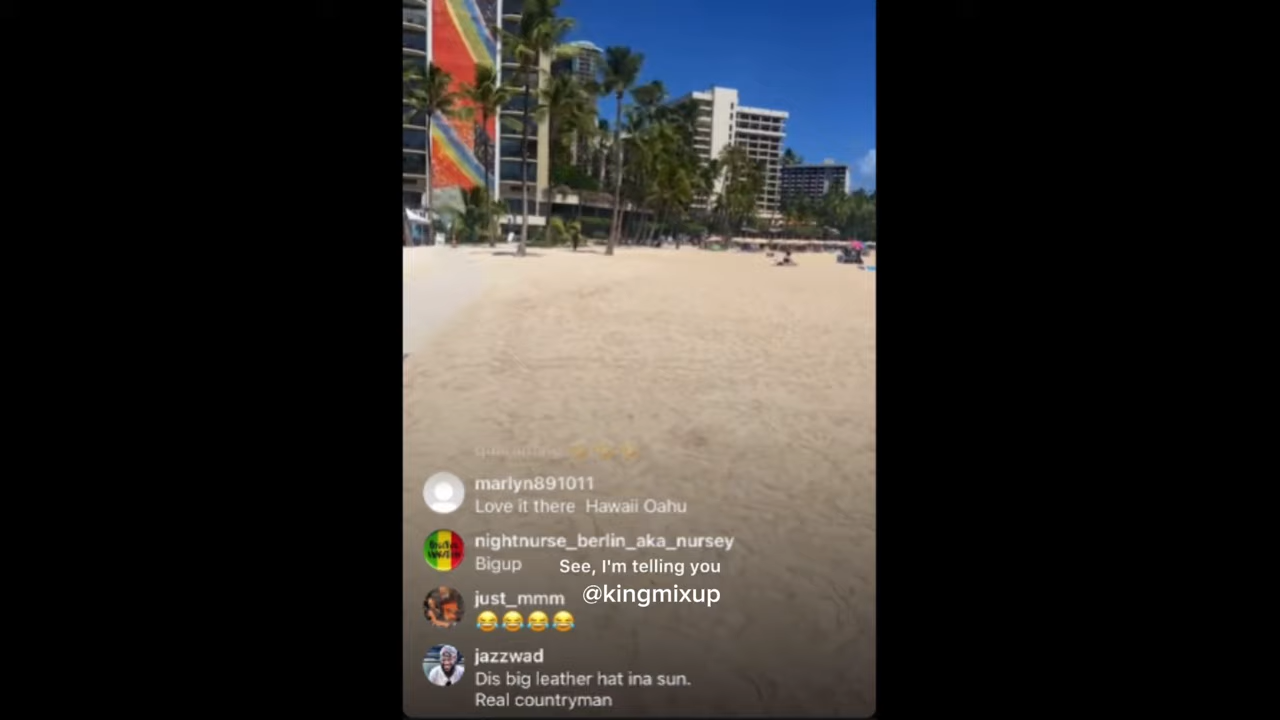 marlyn891011
Love it there Hawaii Oahu
nightnurse_berlin_aka_nursey
Bigup
See, I'm telling you
@kingmixup
just_mmm
😂😂😂😂
jazzwad
Dis big leather hat ina sun.
Real countryman